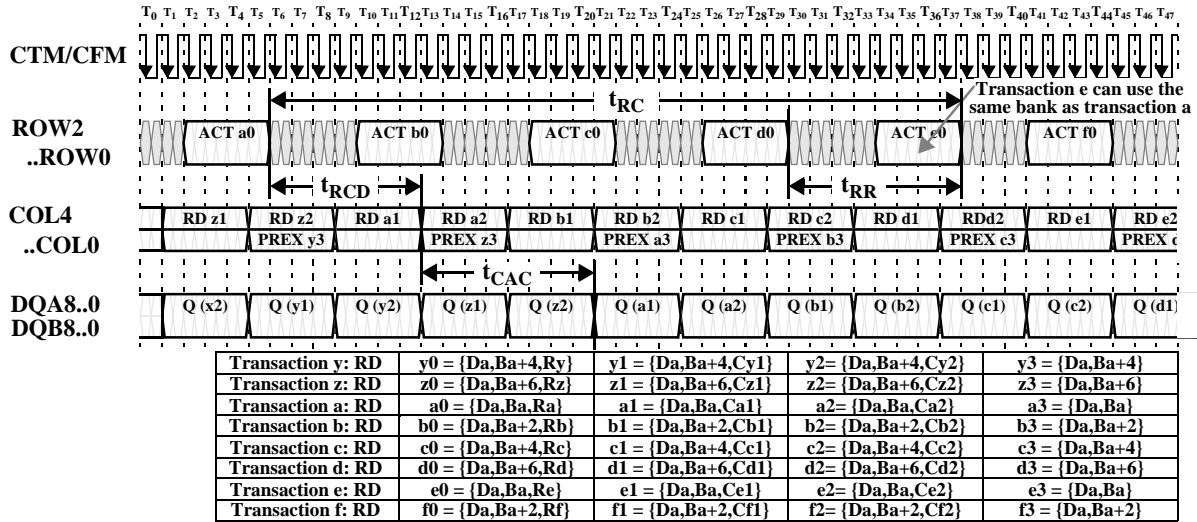 T0 T1 T2 T3 T4 T5 T6 T7 T8 T9 T10 T11 T12 T13 T14 T15 T16 T17 T18 T19 T20 T21 T22 T23 T24 T25 T26 T27 T28 T29 T30 T31 T32 T33 T34 T35 T36 T37 T38 T39 T40 T41 T42 T43 T44 T45 T46 T47
CTM/CFM
tRC
Transaction e can use the
same bank as transaction a
ROW2
..ROW0
ACT a0 ACT b0 ACT c0 ACT d0 ACT e0 ACT f0
tRCD tRR
COL4
..COL0
RD z1 RD z2 RD a1 RD a2 RD b1 RD b2 RD c1 RD c2 RD d1 RDd2 RD e1 RD e2
PREX y3 PREX z3 PREX a3 PREX b3 PREX c3 PREX d
tCAC
DQA8..0
DQB8..0
Q (x2) Q (y1) Q (y2) Q (z1) Q (z2) Q (a1) Q (a2) Q (b1) Q (b2) Q (c1) Q (c2) Q (d1)
Transaction y: RD y0 = {Da,Ba+4,Ry} y1 = {Da,Ba+4,Cy1} y2= {Da,Ba+4,Cy2} y3 = {Da,Ba+4}
Transaction z: RD z0 = {Da,Ba+6,Rz} z1 = {Da,Ba+6,Cz1} z2= {Da,Ba+6,Cz2} z3 = {Da,Ba+6}
Transaction a: RD a0 = {Da,Ba,Ra} a1 = {Da,Ba,Ca1} a2= {Da,Ba,Ca2} a3 = {Da,Ba}
Transaction b: RD b0 = {Da,Ba+2,Rb} b1 = {Da,Ba+2,Cb1} b2= {Da,Ba+2,Cb2} b3 = {Da,Ba+2}
Transaction c: RD c0 = {Da,Ba+4,Rc} c1 = {Da,Ba+4,Cc1} c2= {Da,Ba+4,Cc2} c3 = {Da,Ba+4}
Transaction d: RD d0 = {Da,Ba+6,Rd} d1 = {Da,Ba+6,Cd1} d2= {Da,Ba+6,Cd2} d3 = {Da,Ba+6}
Transaction e: RD e0 = {Da,Ba,Re} e1 = {Da,Ba,Ce1} e2= {Da,Ba,Ce2} e3 = {Da,Ba}
Transaction f: RD f0 = {Da,Ba+2,Rf} f1 = {Da,Ba+2,Cf1} f2= {Da,Ba+2,Cf2} f3 = {Da,Ba+2}